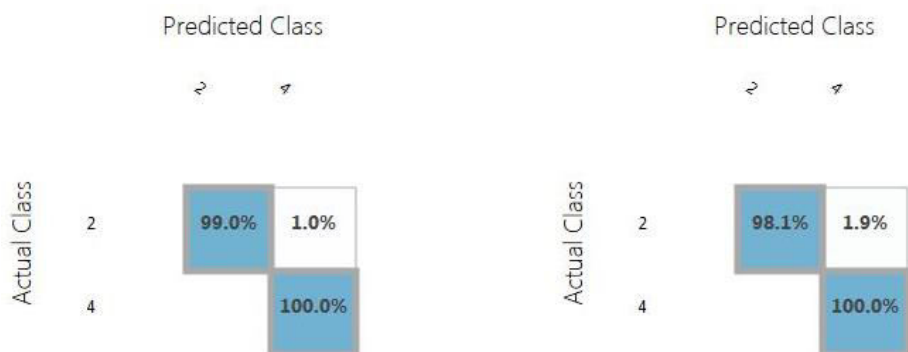 Predicted Class
2 4
Actual Class
2 99.0% 1.0%
4 100.0%
Predicted Class
2 4
Actual Class
2 98.1% 1.9%
4 100.0%